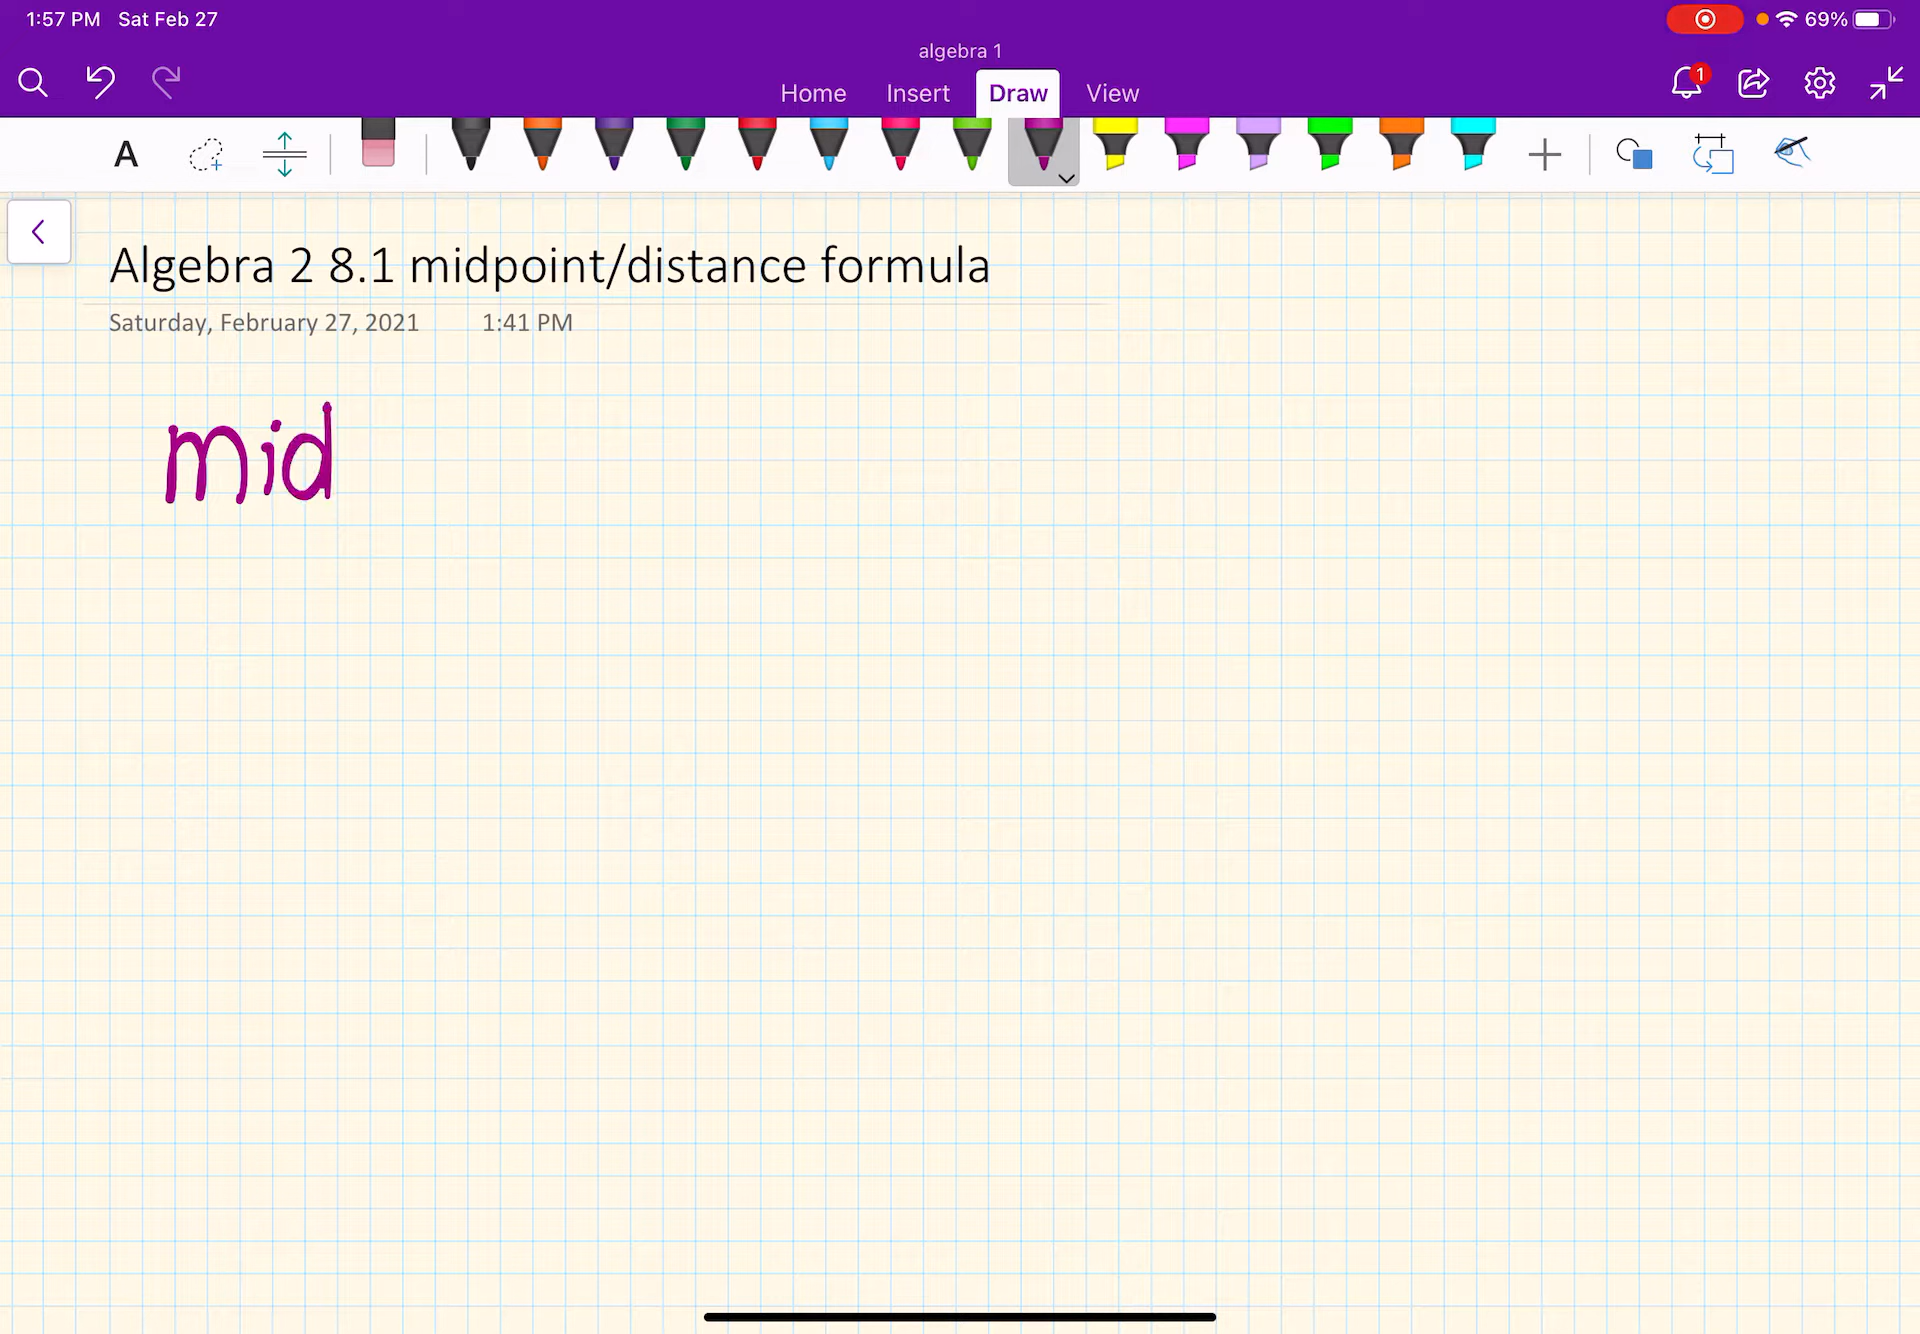 1:57 PM Sat Feb 27
69%
algebra 1
Home Insert Draw View
1
A
Algebra 2 8.1 midpoint/distance formula
Saturday, February 27, 2021 1:41 PM
mid